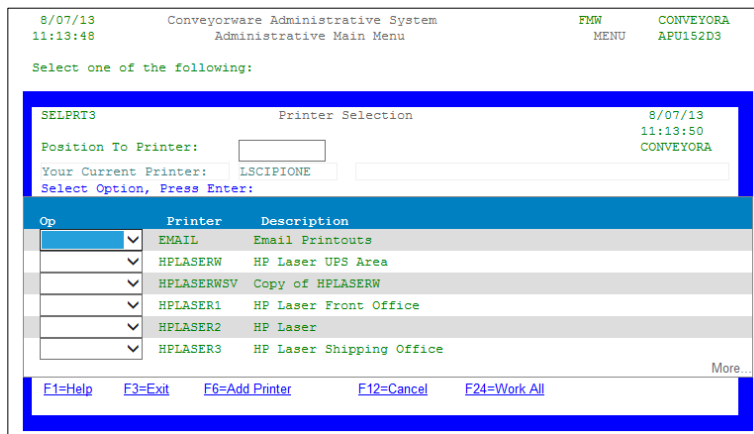 8/07/13 Conveyorware Administrative System FMW CONVEYORA
11:13:48 Administrative Main Menu MENU APU152D3
Select one of the following:
SELPRT3 Printer Selection 8/07/13
11:13:50
Position To Printer: CONVEYORA
Your Current Printer: LSCIPIONE
Select Option, Press Enter:
Op Printer Description
EMAIL Email Printouts
HPLASERW HP Laser UPS Area
HPLASERWSV Copy of HPLASERW
HPLASER1 HP Laser Front Office
HPLASER2 HP Laser
HPLASER3 HP Laser Shipping Office
More...
F1=Help F3=Exit F6=Add Printer F12=Cancel F24=Work All